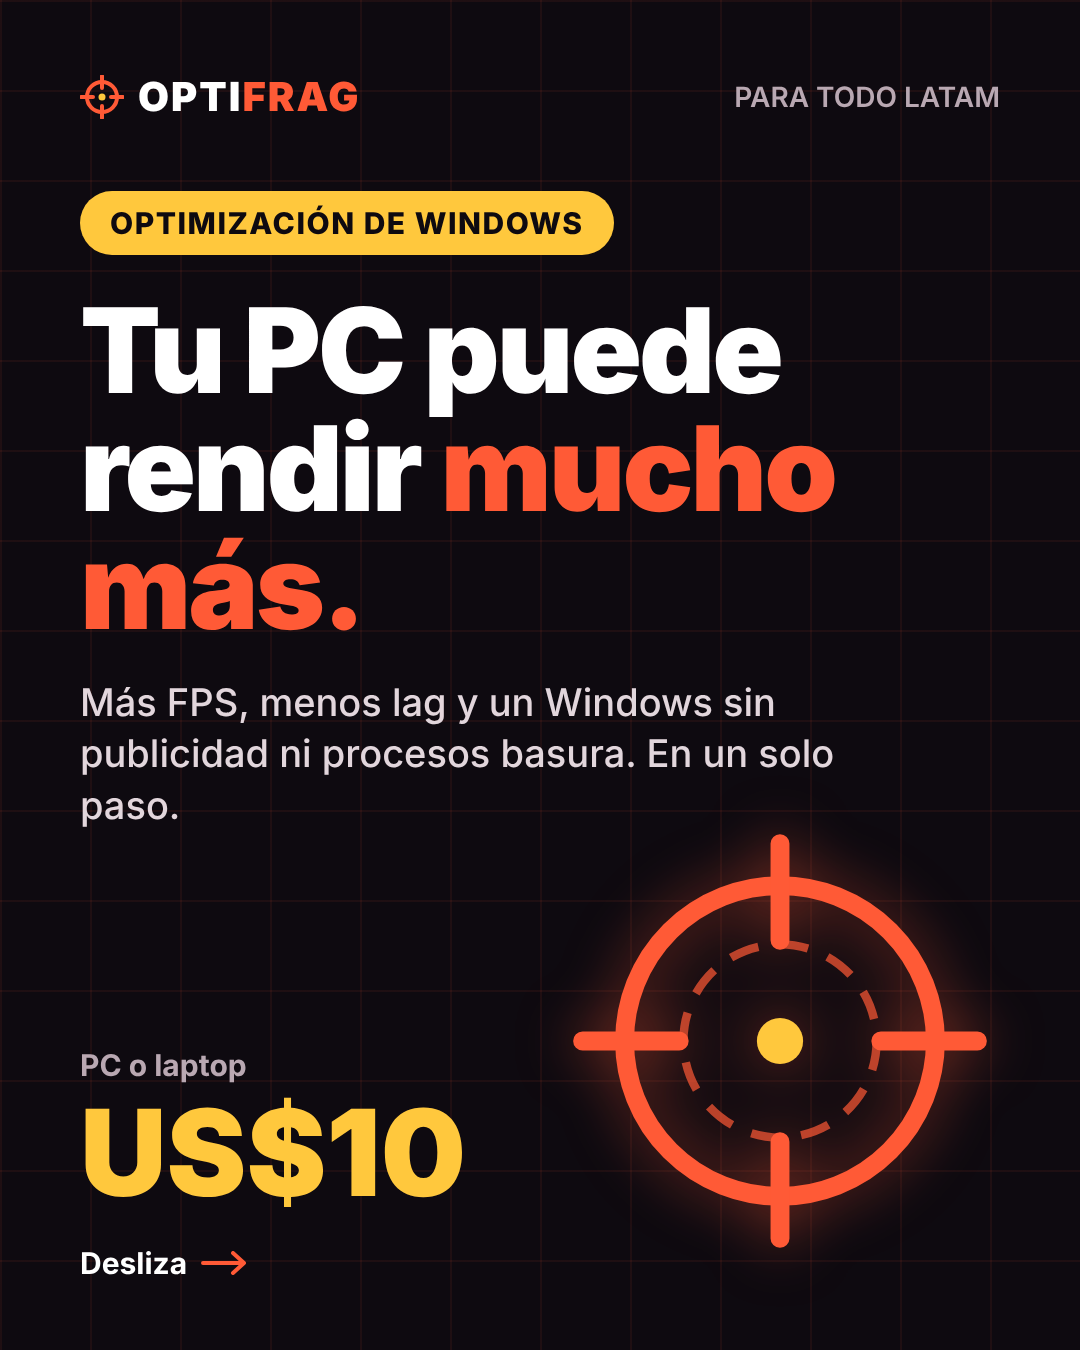 OPTIFRAG
PARA TODO LATAM
OPTIMIZACIÓN DE WINDOWS
Tu PC puede
rendir mucho
más.
Más FPS, menos lag y un Windows sin
publicidad ni procesos basura. En un solo
paso.
PC o laptop
US$10
Desliza →